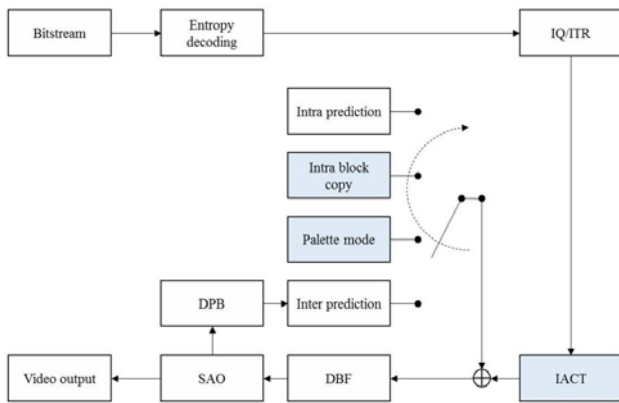 Bitstream
Entropy
decoding
IQ/ITR
Intra prediction
Intra block
copy
Palette mode
DPB
Inter prediction
Video output
SAO
DBF
IACT